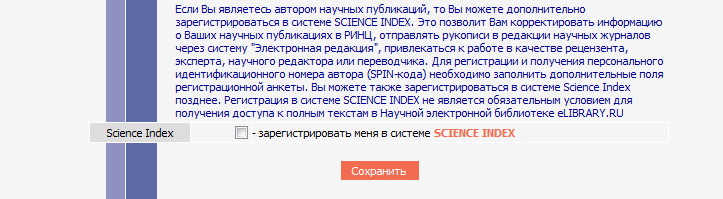 Если Вы являетесь автором научных публикаций, то Вы можете дополнительно
зарегистрироваться в системе SCIENCE INDEX. Это позволит Вам корректировать информацию
о Ваших научных публикациях в РИНЦ, отправлять рукописи в редакции научных журналов
через систему "Электронная редакция", привлекаться к работе в качестве рецензента,
эксперта, научного редактора или переводчика. Для регистрации и получения персонального
идентификационного номера автора (SPIN-кода) необходимо заполнить дополнительные поля
регистрационной анкеты. Вы можете также зарегистрироваться в системе Science Index
позднее. Регистрация в системе SCIENCE INDEX не является обязательным условием для
получения доступа к полным текстам в Научной электронной библиотеке eLIBRARY.RU
Science Index - зарегистрировать меня в системе SCIENCE INDEX
Сохранить